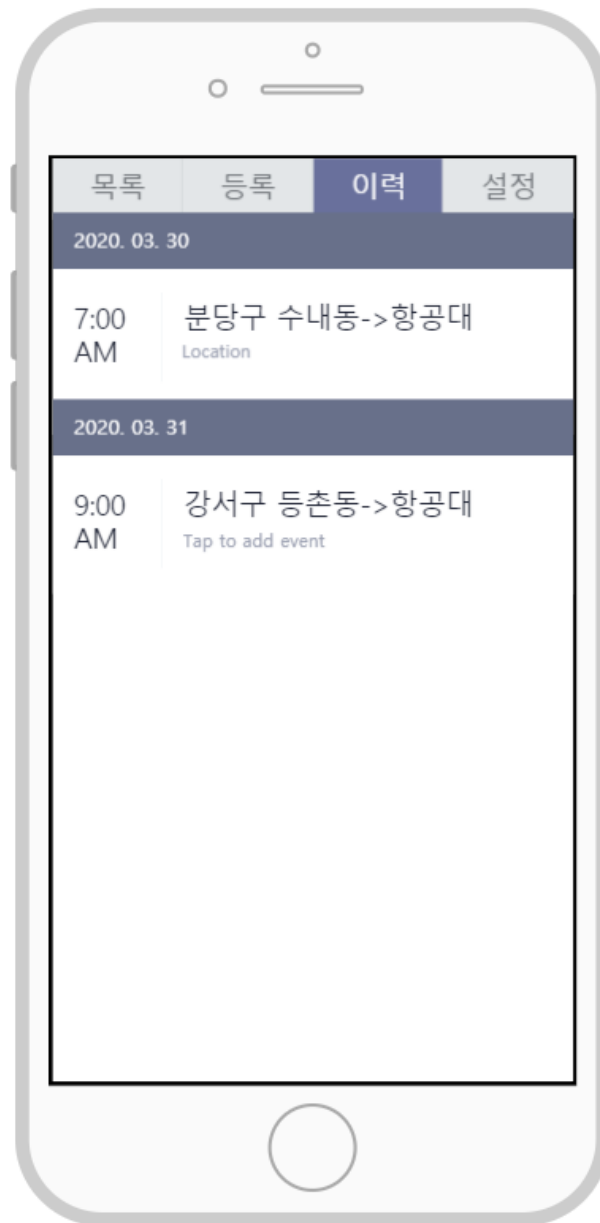 목록 등록 이력 설정
2020. 03. 30
7:00 AM
분당구 수내동->항공대
Location
2020. 03. 31
9:00 AM
강서구 등촌동->항공대
Tap to add event